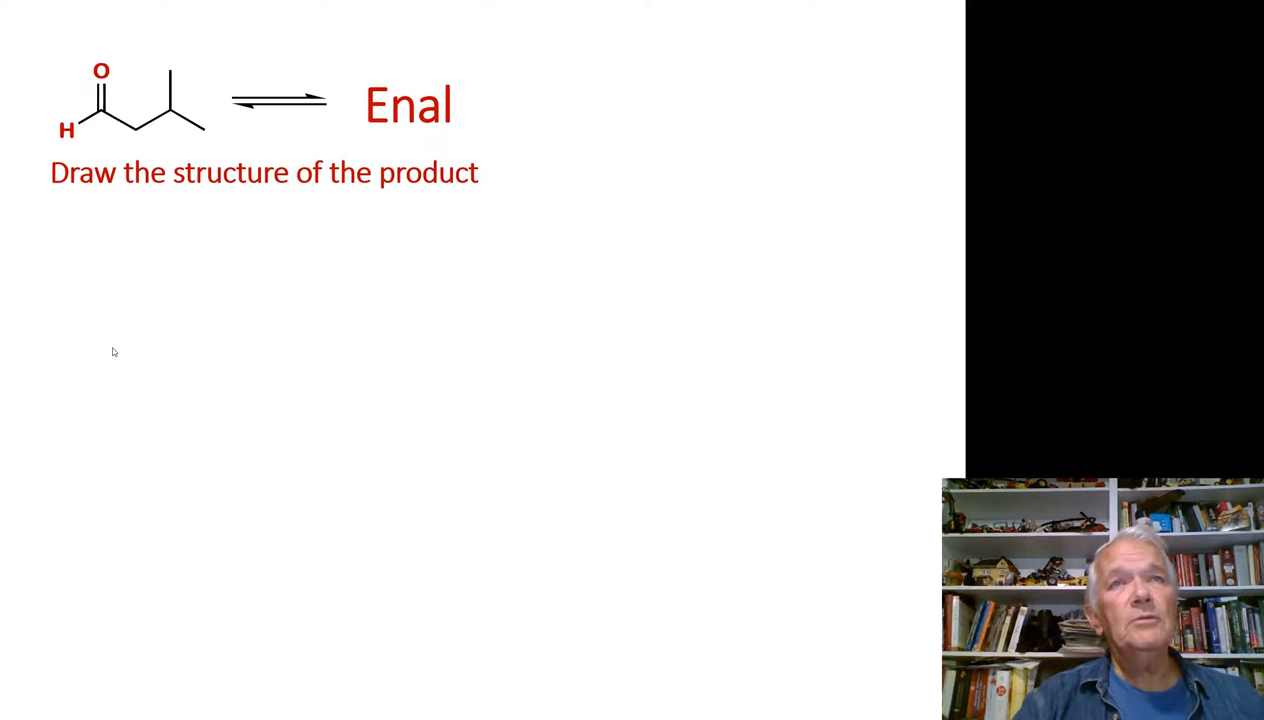 O
H
Enal
Draw the structure of the product